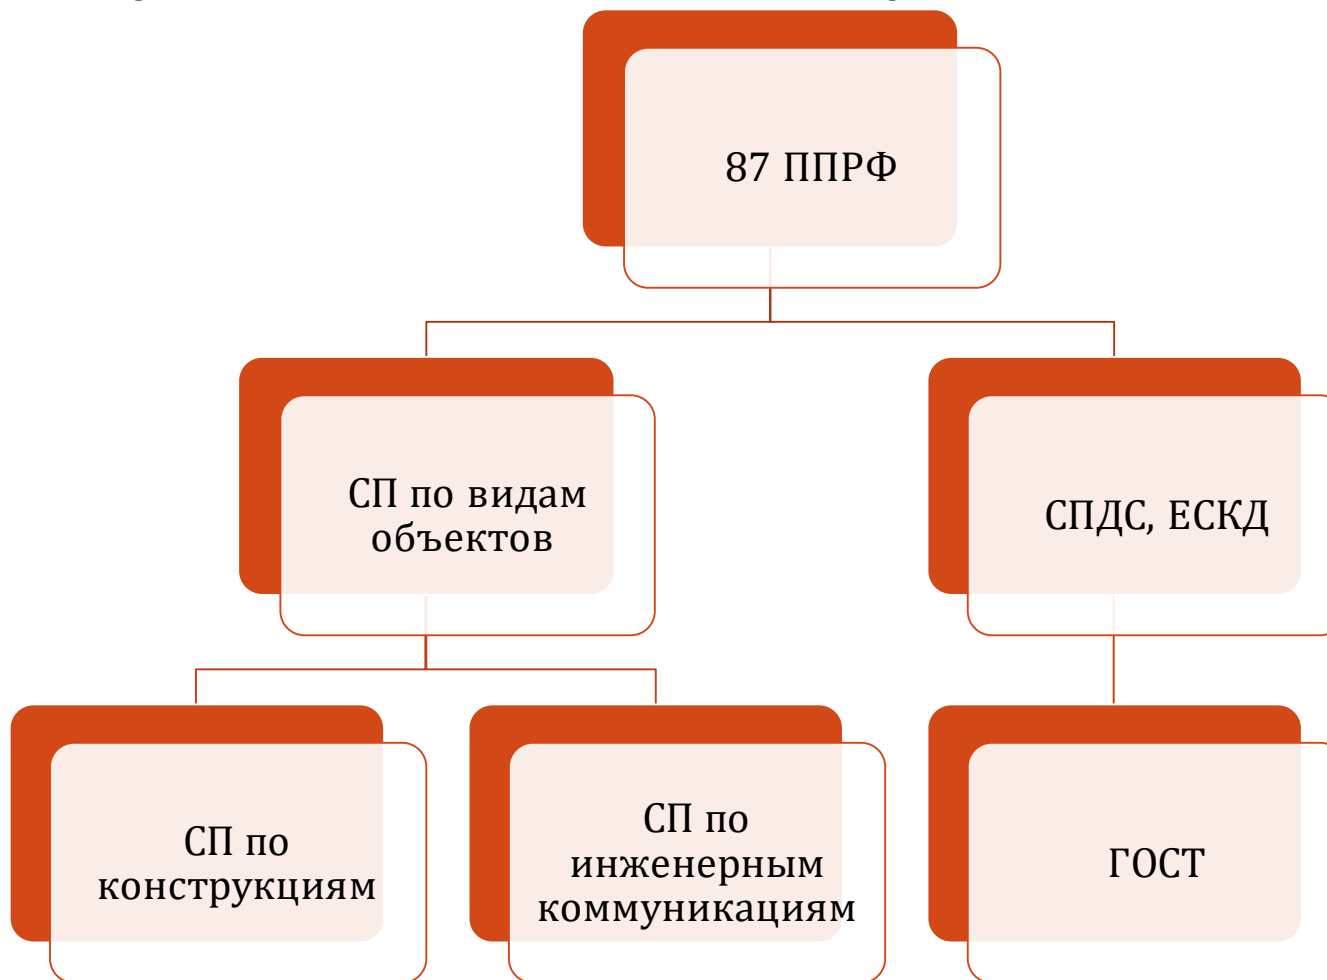 87 ППРФ
СП по видам
объектов
СПДС, ЕСКД
СП по
конструкциям
СП по
инженерным
коммуникациям
ГОСТ